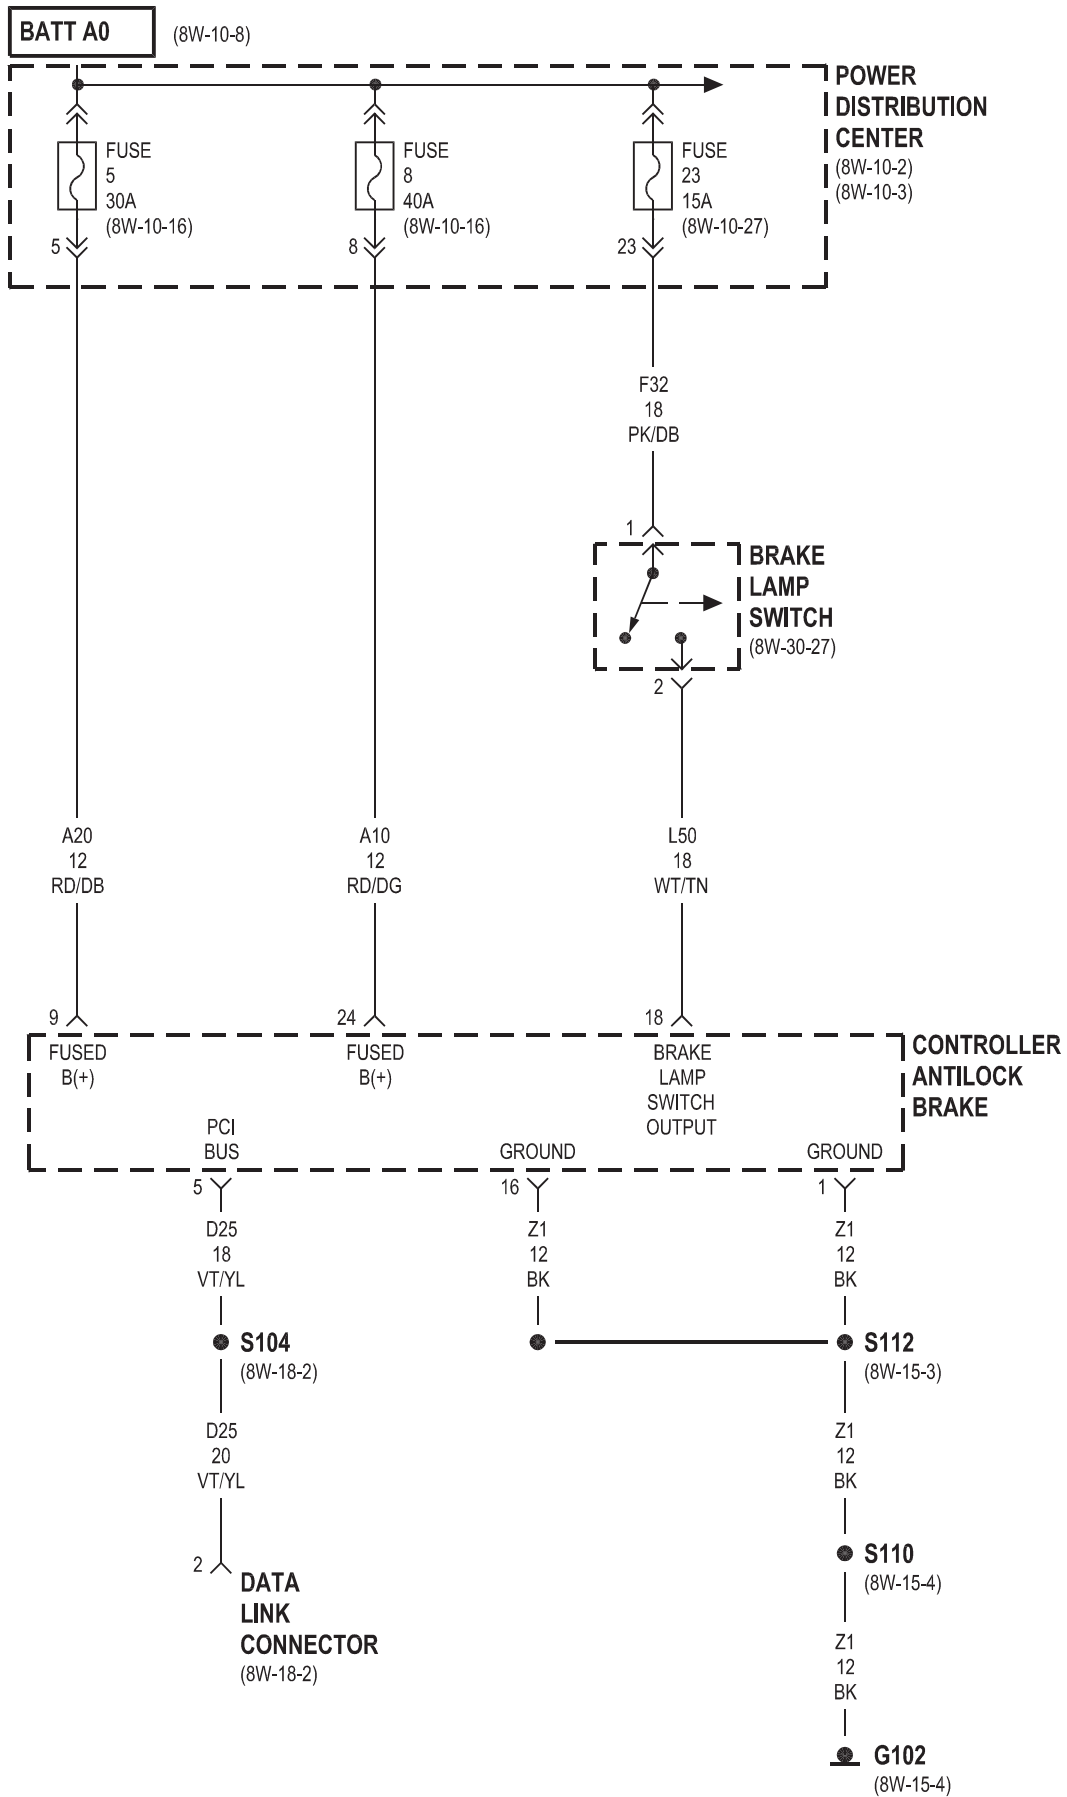 BATT A0
(8W-10-8)
POWER
DISTRIBUTION
CENTER
(8W-10-2)
(8W-10-3)
FUSE
5
30A
(8W-10-16)
5
FUSE
8
40A
(8W-10-16)
8
FUSE
23
15A
(8W-10-27)
23
F32
18
PK/DB
1
BRAKE
LAMP
SWITCH
(8W-30-27)
2
A20
12
RD/DB
A10
12
RD/DG
L50
18
WT/TN
9
24
18
FUSED
B(+)
FUSED
B(+)
BRAKE
LAMP
SWITCH
OUTPUT
CONTROLLER
ANTILOCK
BRAKE
PCI
BUS
GROUND
GROUND
5
16
1
D25
18
VT/YL
Z1
12
BK
Z1
12
BK
S104
(8W-18-2)
S112
(8W-15-3)
D25
20
VT/YL
Z1
12
BK
2
DATA
LINK
CONNECTOR
(8W-18-2)
S110
(8W-15-4)
Z1
12
BK
G102
(8W-15-4)